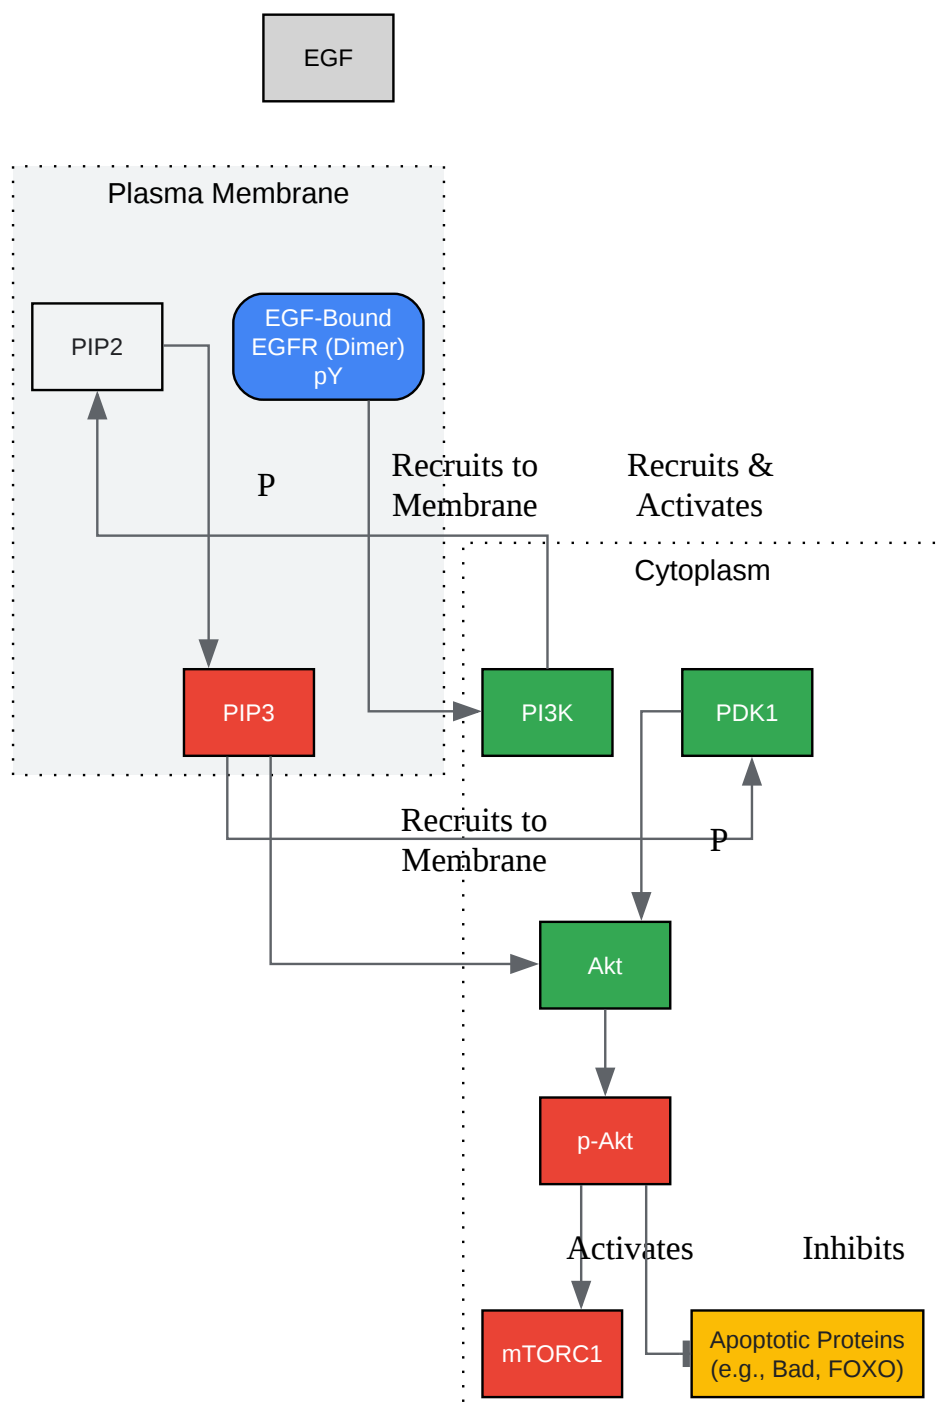 EGF
Plasma Membrane
PIP2
EGF-Bound
EGFR (Dimer)
pY
P
Recruits to
Membrane
Recruits &
Activates
Cytoplasm
PIP3
PI3K
PDK1
Recruits to
Membrane
P
Akt
p-Akt
Activates
Inhibits
mTORC1
Apoptotic Proteins
(e.g., Bad, FOXO)